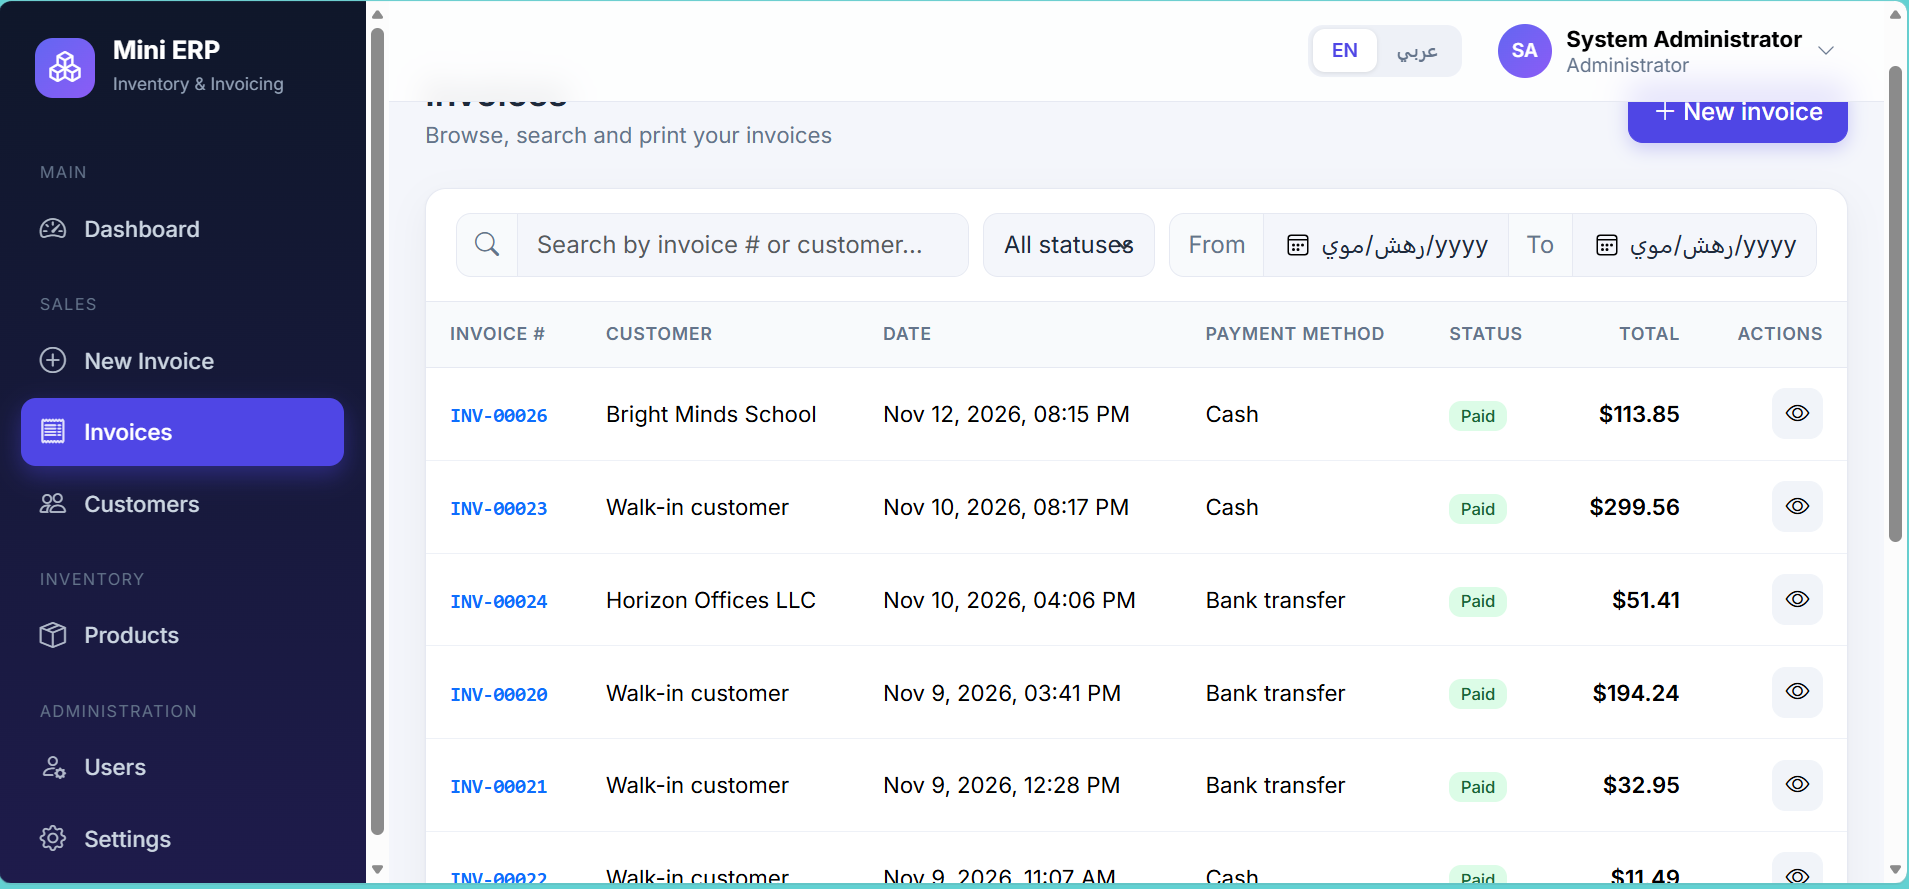 Mini ERP
Inventory & Invoicing
MAIN
Dashboard
SALES
New Invoice
Invoices
Customers
INVENTORY
Products
ADMINISTRATION
Users
Settings
EN عربي
SA System Administrator
Administrator
Invoices
Browse, search and print your invoices
+ New invoice
Search by invoice # or customer... All statuses From موي/رهش/yyyy To موي/رهش/yyyy
INVOICE # CUSTOMER DATE PAYMENT METHOD STATUS TOTAL ACTIONS
INV-00026 Bright Minds School Nov 12, 2026, 08:15 PM Cash Paid $113.85
INV-00023 Walk-in customer Nov 10, 2026, 08:17 PM Cash Paid $299.56
INV-00024 Horizon Offices LLC Nov 10, 2026, 04:06 PM Bank transfer Paid $51.41
INV-00020 Walk-in customer Nov 9, 2026, 03:41 PM Bank transfer Paid $194.24
INV-00021 Walk-in customer Nov 9, 2026, 12:28 PM Bank transfer Paid $32.95
INV-00022 Walk-in customer Nov 9, 2026, 11:07 AM Cash Paid $11.49